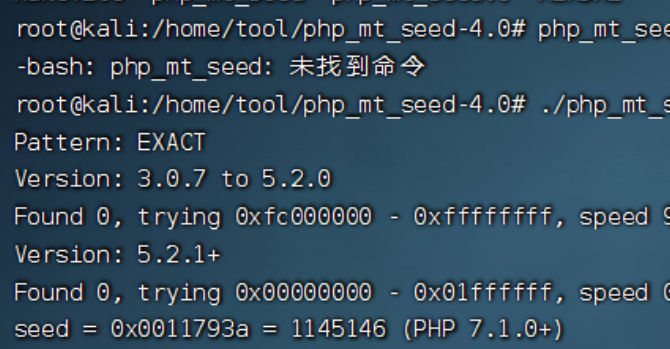 root@kali:/home/tool/php_mt_seed-4.0# php_mt_see
-bash: php_mt_seed: 未找到命令
root@kali:/home/tool/php_mt_seed-4.0# ./php_mt_s
Pattern: EXACT
Version: 3.0.7 to 5.2.0
Found 0, trying 0xfc000000 - 0xffffffff, speed 9
Version: 5.2.1+
Found 0, trying 0x00000000 - 0x01ffffff, speed 0
seed = 0x0011793a = 1145146 (PHP 7.1.0+)